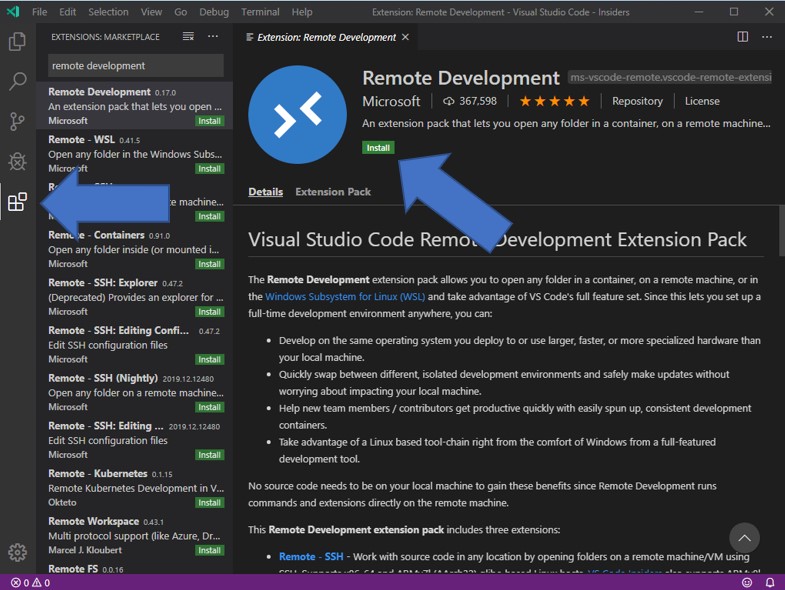 File Edit Selection View Go Debug Terminal Help Extension: Remote Development - Visual Studio Code - Insiders
EXTENSIONS: MARKETPLACE
remote development
Remote Development 0.17.0
An extension pack that lets you open ...
Microsoft Install
Remote - WSL 0.41.5
Open any folder in the Windows Subs...
Microsoft Install
Install
Remote - Containers 0.91.0
Open any folder inside (or mounted i...
Microsoft Install
Remote - SSH: Explorer 0.47.2
(Deprecated) Provides an explorer for ...
Microsoft Install
Remote - SSH: Editing Confi... 0.47.2
Edit SSH configuration files
Microsoft Install
Remote - SSH (Nightly) 2019.12.12480
Open any folder on a remote machine...
Microsoft Install
Remote - SSH: Editing ... 2019.12.12480
Edit SSH configuration files
Microsoft Install
Remote - Kubernetes 0.1.15
Remote Kubernetes Development in V...
Okteto Install
Remote Workspace 0.43.1
Multi protocol support (like Azure, Dr...
Marcel J. Kloubert Install
Remote FS 0.0.16
Extension: Remote Development
Remote Development ms-vscode-remote.vscode-remote-extensi
Microsoft 367,598 Repository License
An extension pack that lets you open any folder in a container, on a remote machine...
Install
Details Extension Pack
Visual Studio Code Remote Development Extension Pack
The Remote Development extension pack allows you to open any folder in a container, on a remote machine, or in
the Windows Subsystem for Linux (WSL) and take advantage of VS Code's full feature set. Since this lets you set up a
full-time development environment anywhere, you can:
• Develop on the same operating system you deploy to or use larger, faster, or more specialized hardware than
your local machine.
• Quickly swap between different, isolated development environments and safely make updates without
worrying about impacting your local machine.
• Help new team members / contributors get productive quickly with easily spun up, consistent development
containers.
• Take advantage of a Linux based tool-chain right from the comfort of Windows from a full-featured
development tool.
No source code needs to be on your local machine to gain these benefits since Remote Development runs
commands and extensions directly on the remote machine.
This Remote Development extension pack includes three extensions:
• Remote - SSH - Work with source code in any location by opening folders on a remote machine/VM using
0 0